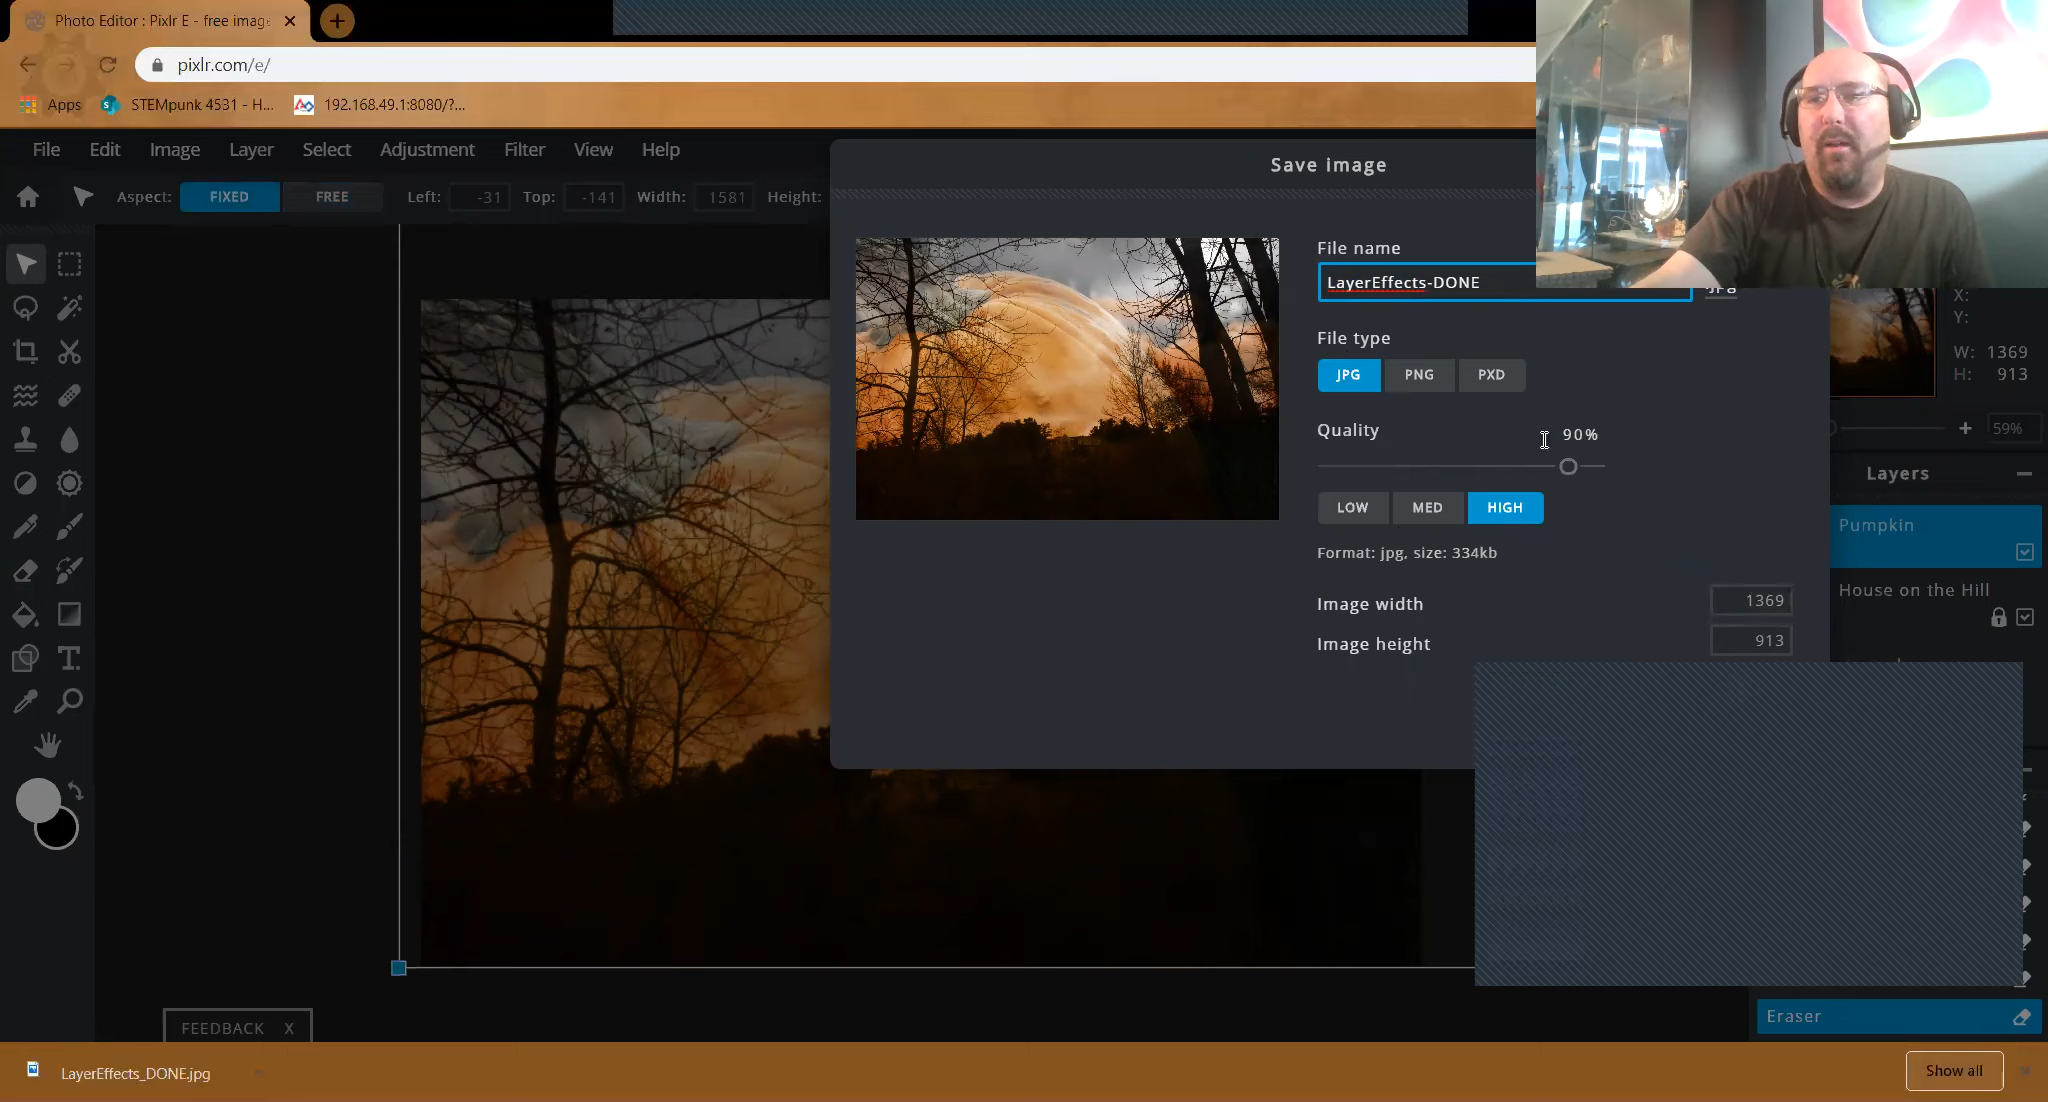 Photo Editor : Pixlr E - free imag
pixlr.com/e/
Apps STEMpunk 4531 - H... 192.168.49.1:8080/?...
File Edit Image Layer Select Adjustment Filter View Help
Save image
Aspect: FIXED FREE Left: -31 Top: -141 Width: 1581 Height:
File name
LayerEffects-DONE
.jpg
File type
JPG PNG PXD
Quality 90%
LOW MED HIGH
Format: jpg, size: 334kb
Image width 1369
Image height 913
X:
Y:
W: 1369
H: 913
59%
Layers
Pumpkin
House on the Hill
Eraser
FEEDBACK X
LayerEffects_DONE.jpg
Show all